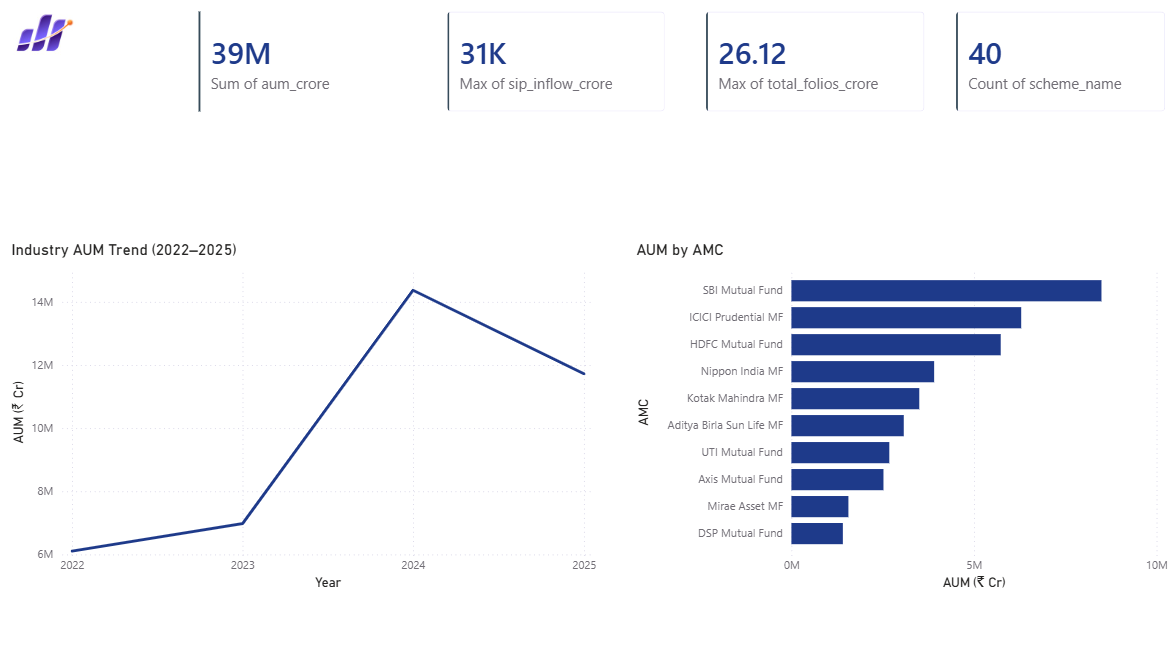 39M
Sum of aum_crore
31K
Max of sip_inflow_crore
26.12
Max of total_folios_crore
40
Count of scheme_name
Industry AUM Trend (2022–2025)
AUM (₹ Cr)
14M
12M
10M
8M
6M
2022
2023
2024
2025
Year
AUM by AMC
AMC
SBI Mutual Fund
ICICI Prudential MF
HDFC Mutual Fund
Nippon India MF
Kotak Mahindra MF
Aditya Birla Sun Life MF
UTI Mutual Fund
Axis Mutual Fund
Mirae Asset MF
DSP Mutual Fund
0M
5M
10M
AUM (₹ Cr)